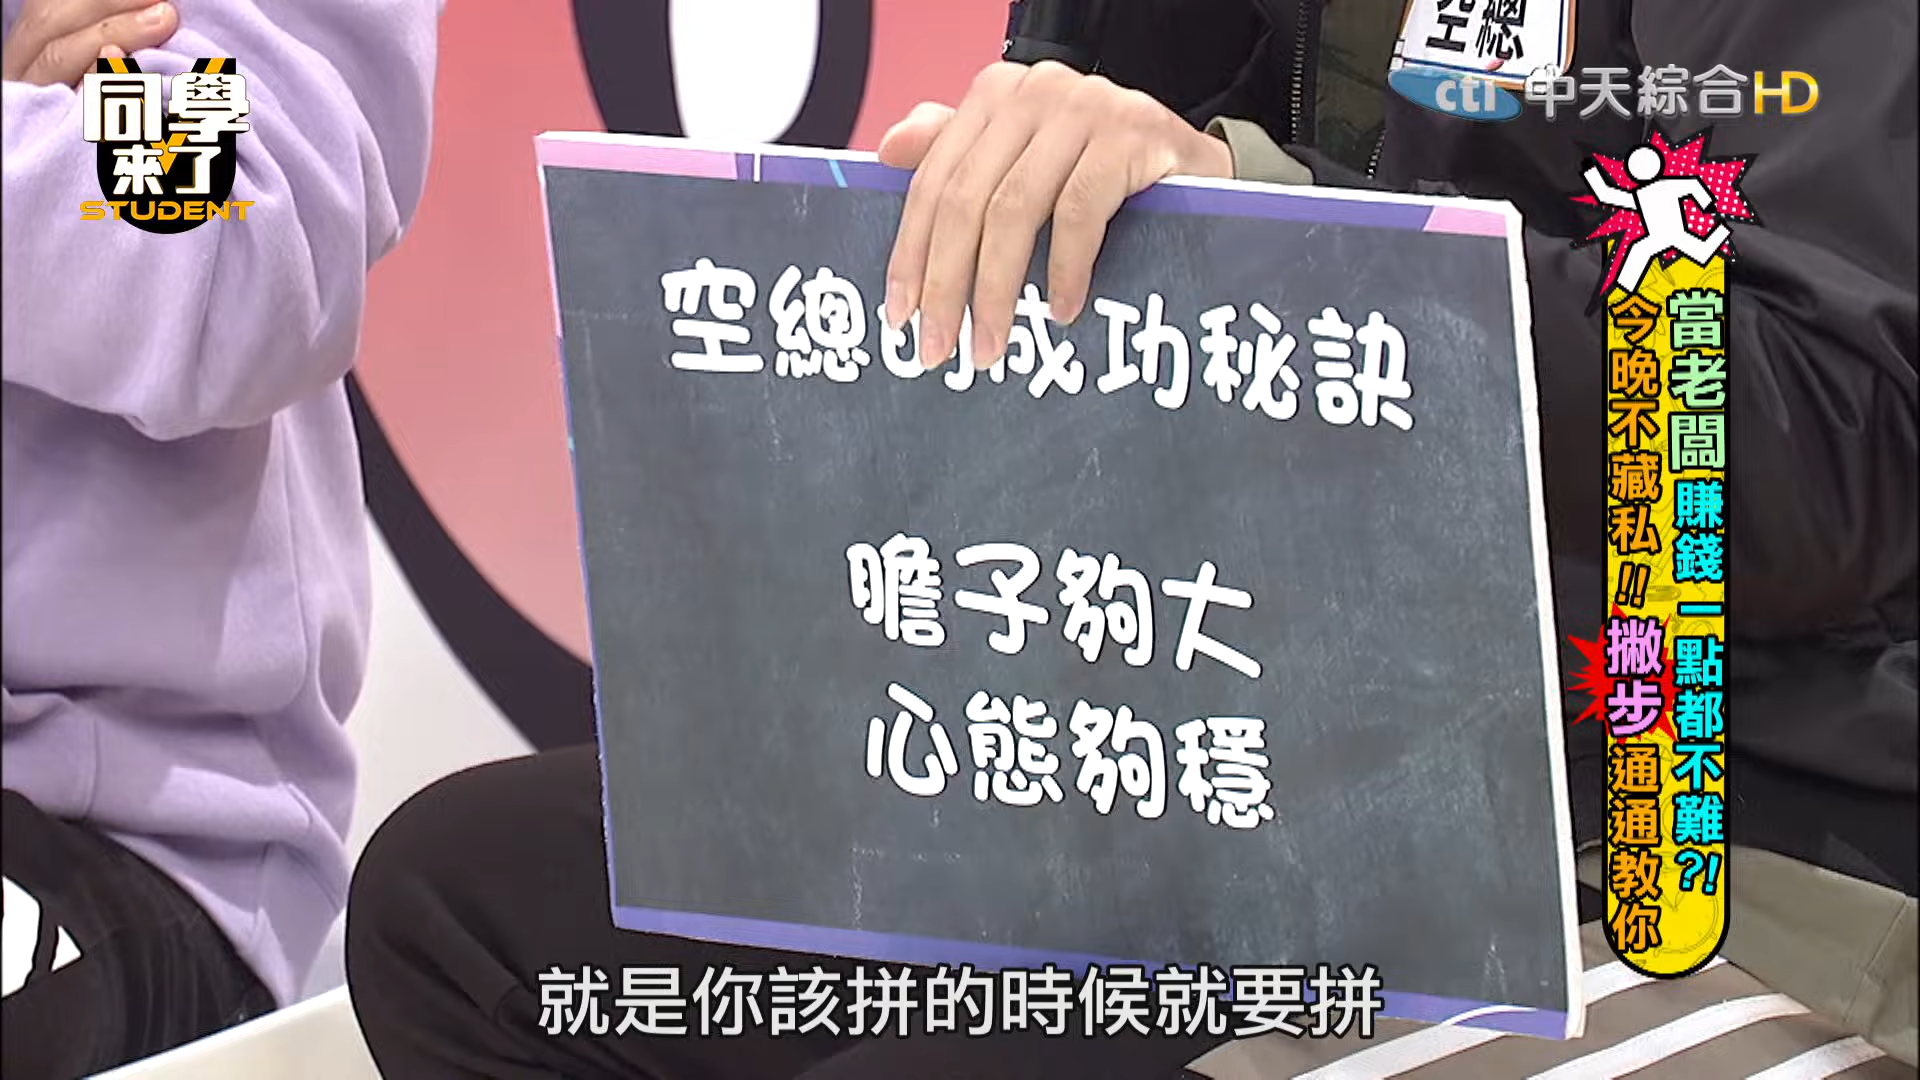 同學
來了
STUDENT
空總
cti 中天綜合HD
當老闆賺錢一點都不難?!
今晚不藏私!!撇步通通教你
空總的成功秘訣
膽子夠大
心態夠穩
就是你該拼的時候就要拼